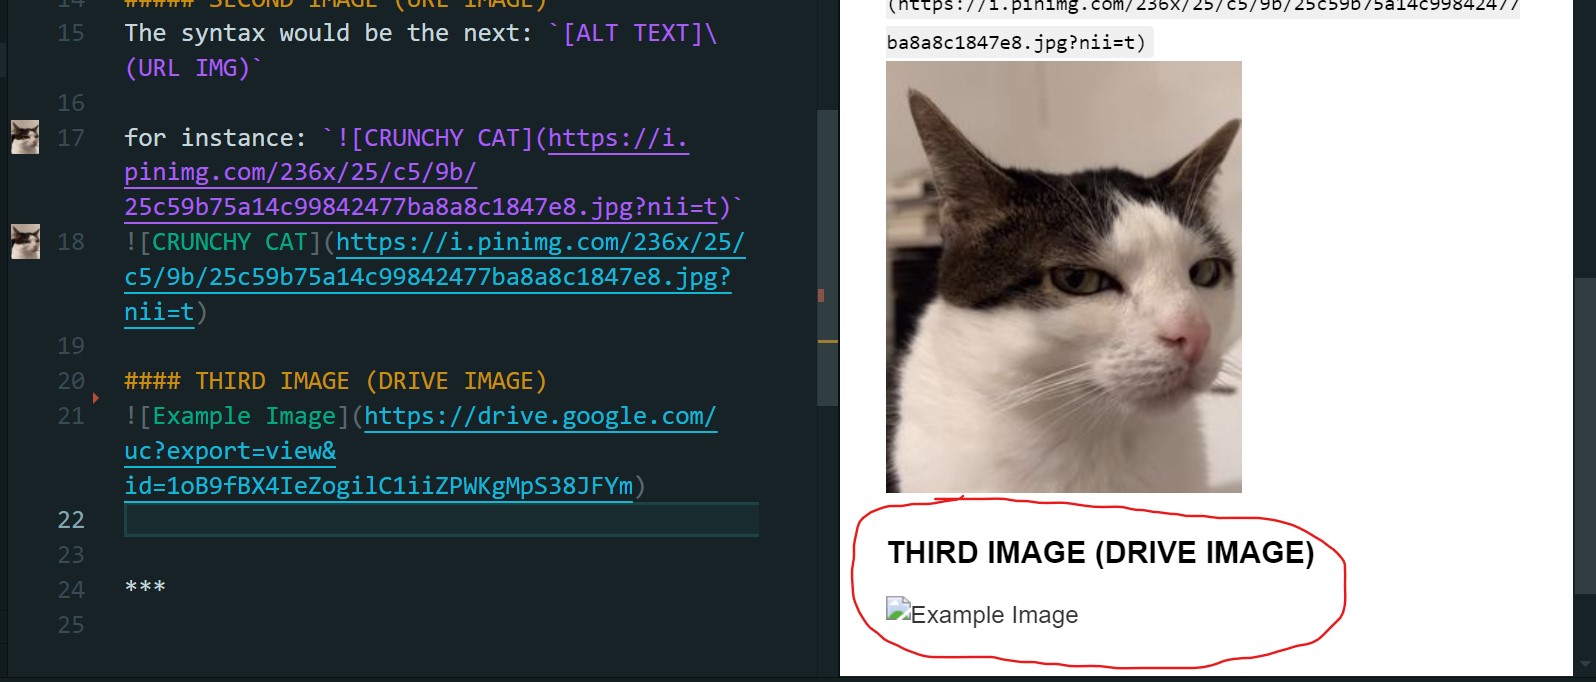 14 ##### SECOND IMAGE (URL IMAGE)
15 The syntax would be the next: `[ALT TEXT]\
(URL IMG)`
16
17 for instance: `![CRUNCHY CAT](https://i.
pinimg.com/236x/25/c5/9b/
25c59b75a14c99842477ba8a8c1847e8.jpg?nii=t)`
18 ![CRUNCHY CAT](https://i.pinimg.com/236x/25/
c5/9b/25c59b75a14c99842477ba8a8c1847e8.jpg?
nii=t)
19
20 #### THIRD IMAGE (DRIVE IMAGE)
21 ![Example Image](https://drive.google.com/
uc?export=view&
id=1oB9fBX4IeZogilC1iiZPWKgMpS38JFYm)
22
23
24 ***
25
(https://i.pinimg.com/236x/25/c5/9b/25c59b75a14c99842477
ba8a8c1847e8.jpg?nii=t)
THIRD IMAGE (DRIVE IMAGE)
Example Image